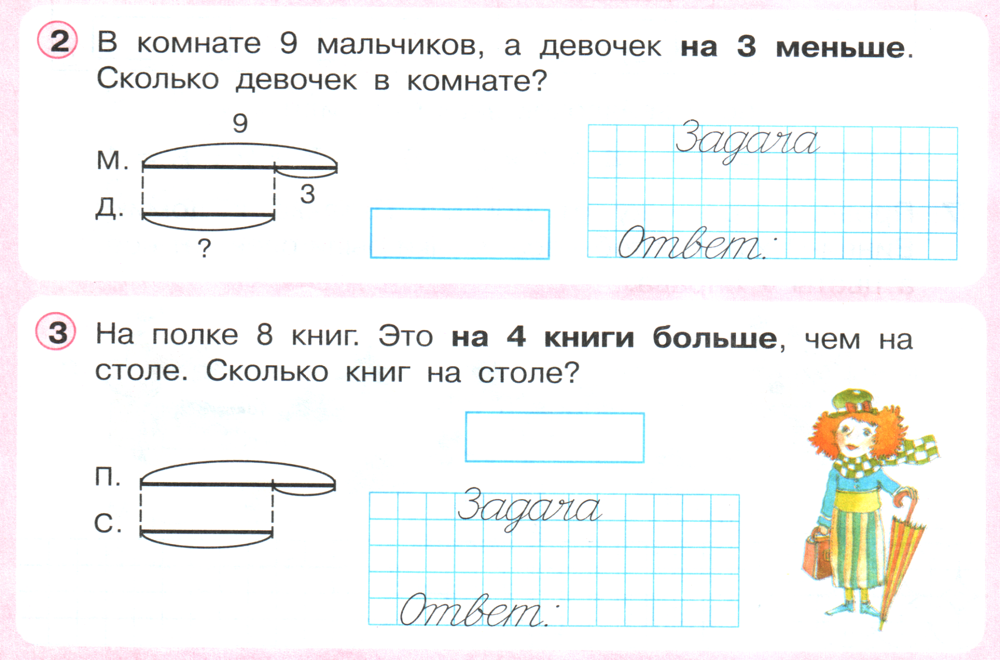 2 В комнате 9 мальчиков, а девочек на 3 меньше.
Сколько девочек в комнате?
9
М.
3
Д.
?
Задача
Ответ:
3 На полке 8 книг. Это на 4 книги больше, чем на
столе. Сколько книг на столе?
П.
С.
Задача
Ответ: